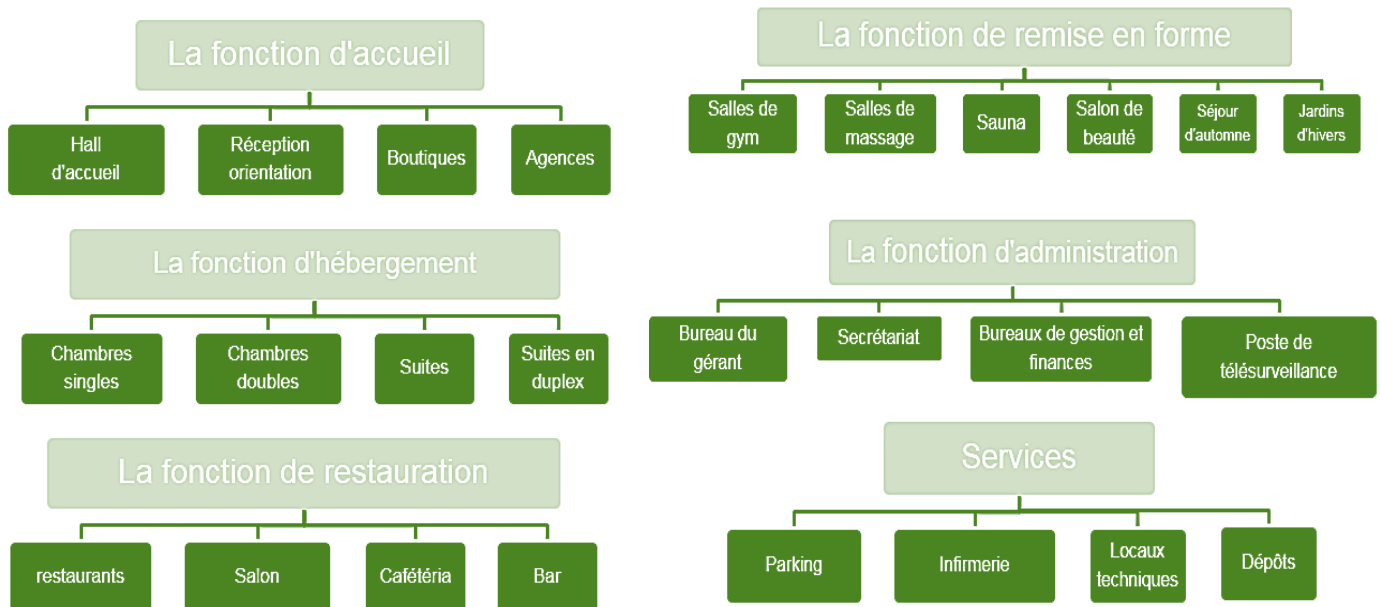 La fonction d'accueil
Hall
d'accueil
Réception
orientation
Boutiques
Agences
La fonction d'hébergement
Chambres
singles
Chambres
doubles
Suites
Suites en
duplex
La fonction de restauration
restaurants
Salon
Cafétéria
Bar
La fonction de remise en forme
Salles de
gym
Salles de
massage
Sauna
Salon de
beauté
Séjour
d'automne
Jardins
d'hivers
La fonction d'administration
Bureau du
gérant
Secrétariat
Bureaux de gestion et
finances
Poste de
télésurveillance
Services
Parking
Infirmerie
Locaux
techniques
Dépôts